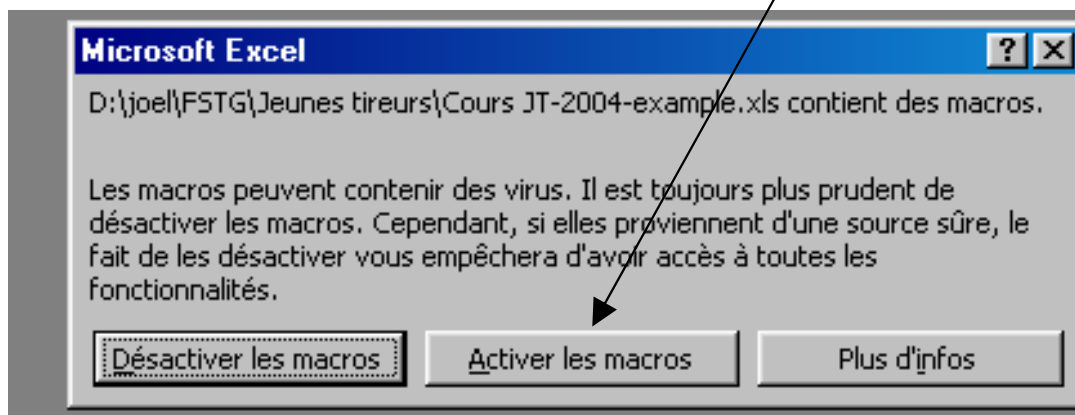 Microsoft Excel
D:\joel\FSTG\Jeunes tireurs\Cours JT-2004-example.xls contient des macros.
Les macros peuvent contenir des virus. Il est toujours plus prudent de
désactiver les macros. Cependant, si elles proviennent d'une source sûre, le
fait de les désactiver vous empêchera d'avoir accès à toutes les
fonctionnalités.
Désactiver les macros Activer les macros Plus d'infos